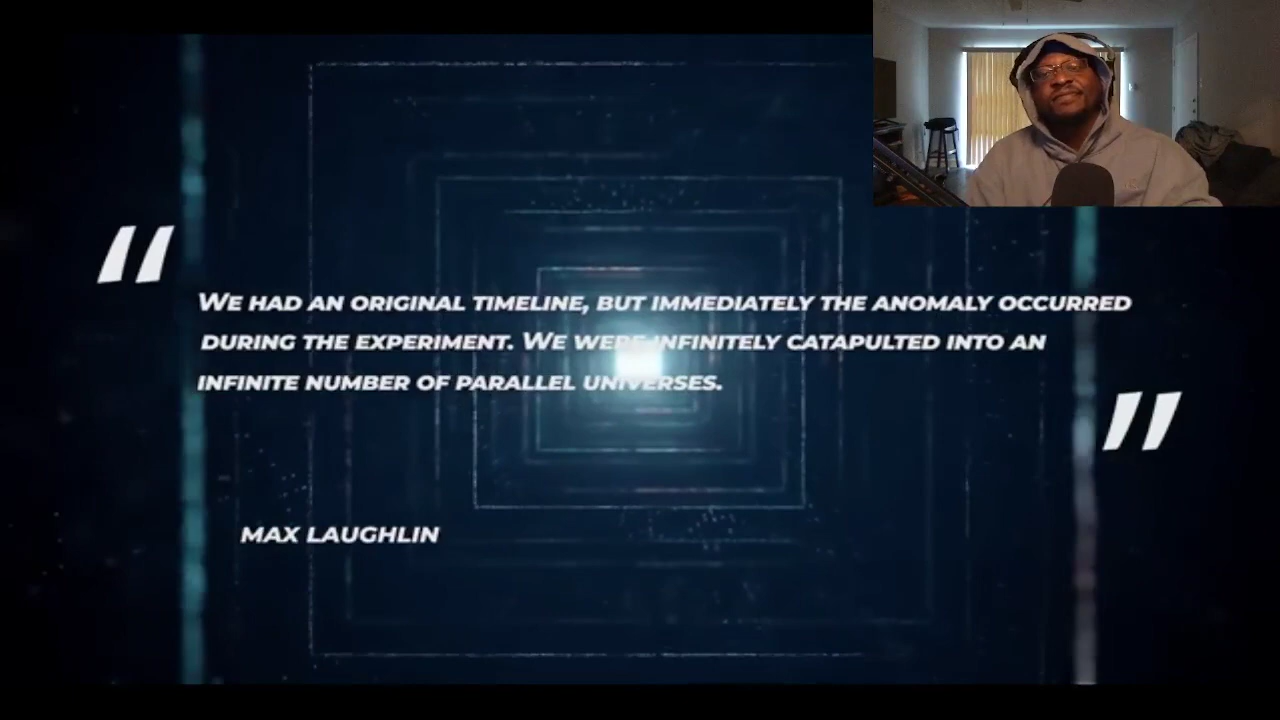 “
WE HAD AN ORIGINAL TIMELINE, BUT IMMEDIATELY THE ANOMALY OCCURRED
DURING THE EXPERIMENT. WE WERE INFINITELY CATAPULTED INTO AN
INFINITE NUMBER OF PARALLEL UNIVERSES.
”
MAX LAUGHLIN